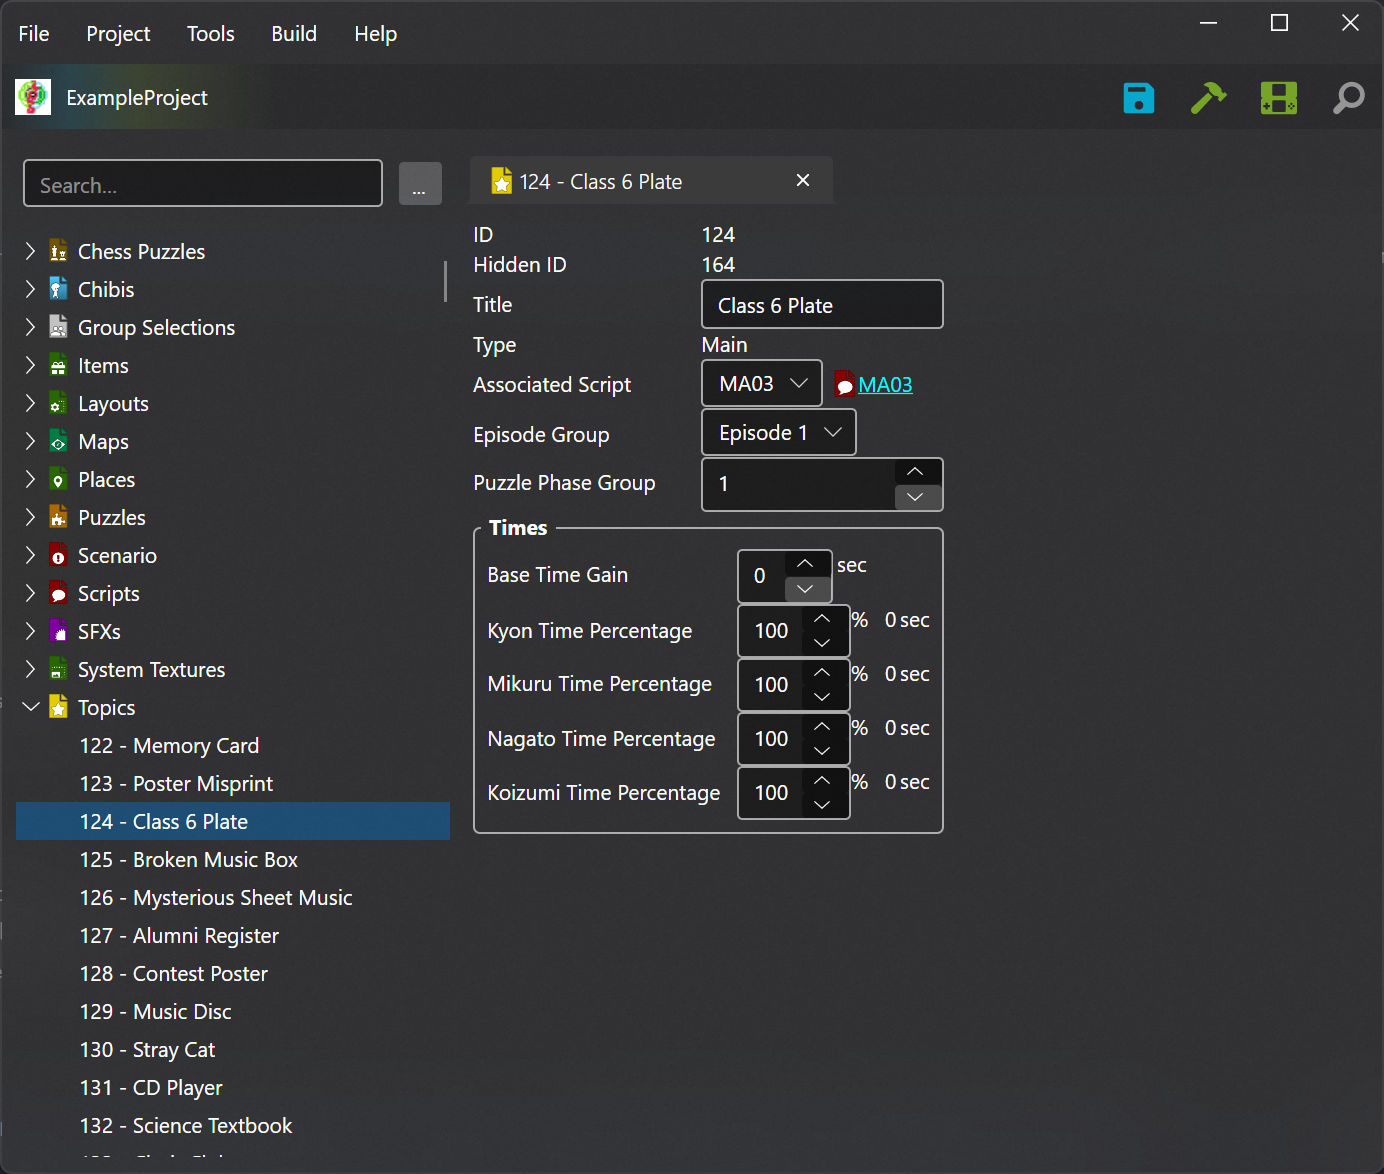 File Project Tools Build Help
ExampleProject
Search...
...
Chess Puzzles
Chibis
Group Selections
Items
Layouts
Maps
Places
Puzzles
Scenario
Scripts
SFXs
System Textures
Topics
122 - Memory Card
123 - Poster Misprint
124 - Class 6 Plate
125 - Broken Music Box
126 - Mysterious Sheet Music
127 - Alumni Register
128 - Contest Poster
129 - Music Disc
130 - Stray Cat
131 - CD Player
132 - Science Textbook
124 - Class 6 Plate
ID 124
Hidden ID 164
Title Class 6 Plate
Type Main
Associated Script MA03 MA03
Episode Group Episode 1
Puzzle Phase Group 1
Times
Base Time Gain 0 sec
Kyon Time Percentage 100 % 0 sec
Mikuru Time Percentage 100 % 0 sec
Nagato Time Percentage 100 % 0 sec
Koizumi Time Percentage 100 % 0 sec